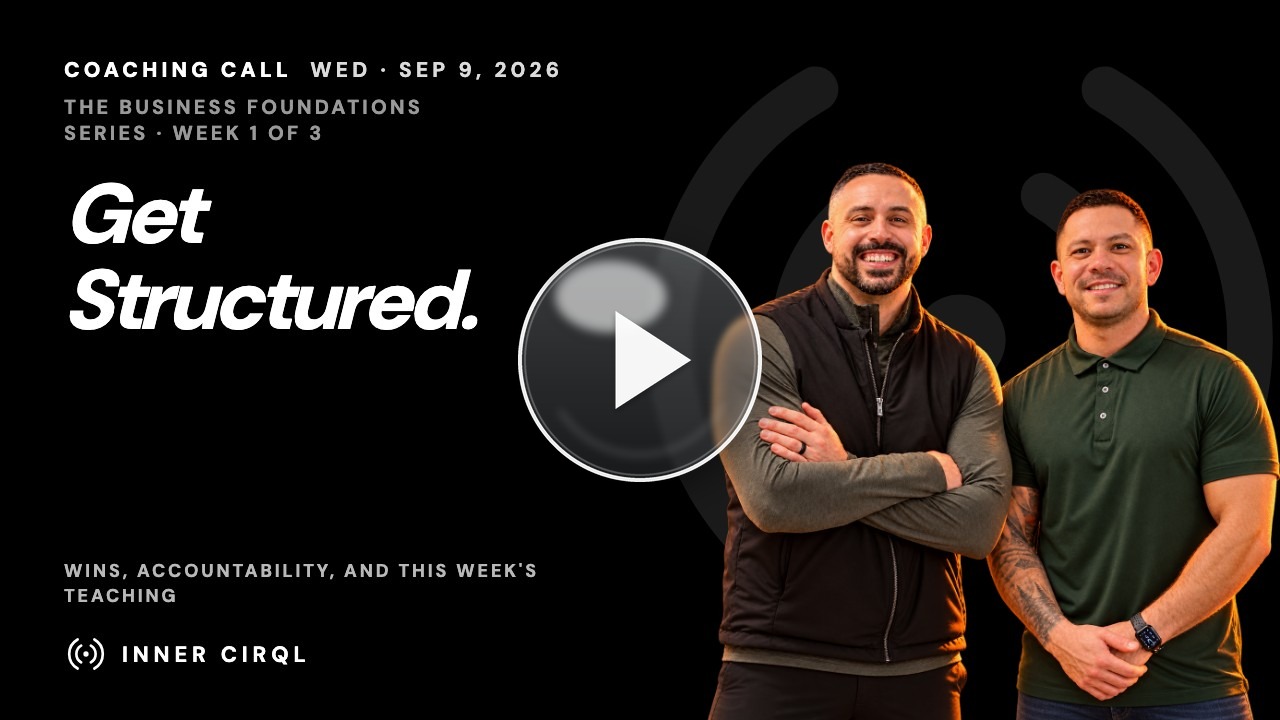 COACHING CALL WED · SEP 9, 2026
THE BUSINESS FOUNDATIONS
SERIES · WEEK 1 OF 3
Get
Structured.
WINS, ACCOUNTABILITY, AND THIS WEEK'S
TEACHING
INNER CIRQL